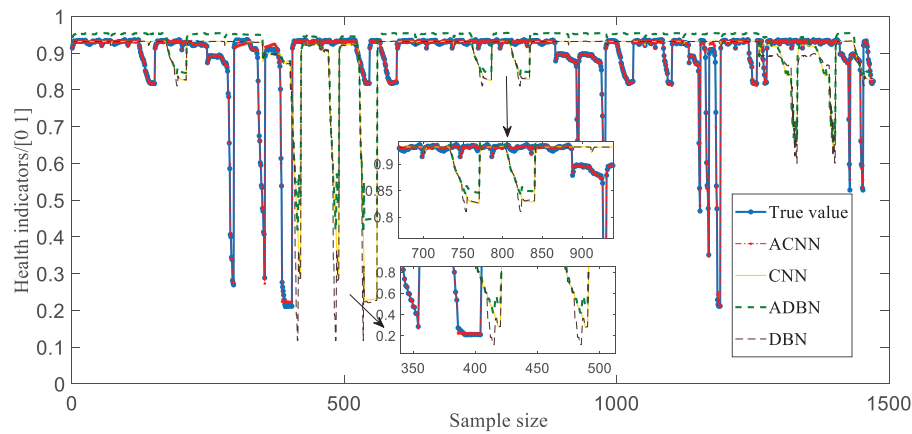 Health indicators/[0 1]
1
0.9
0.8
0.7
0.6
0.5
0.4
0.3
0.2
0.1
0
0.9
0.85
0.8
700 750 800 850 900
0.8
0.6
0.4
0.2
350 400 450 500
True value
ACNN
CNN
ADBN
DBN
0 500 1000 1500
Sample size